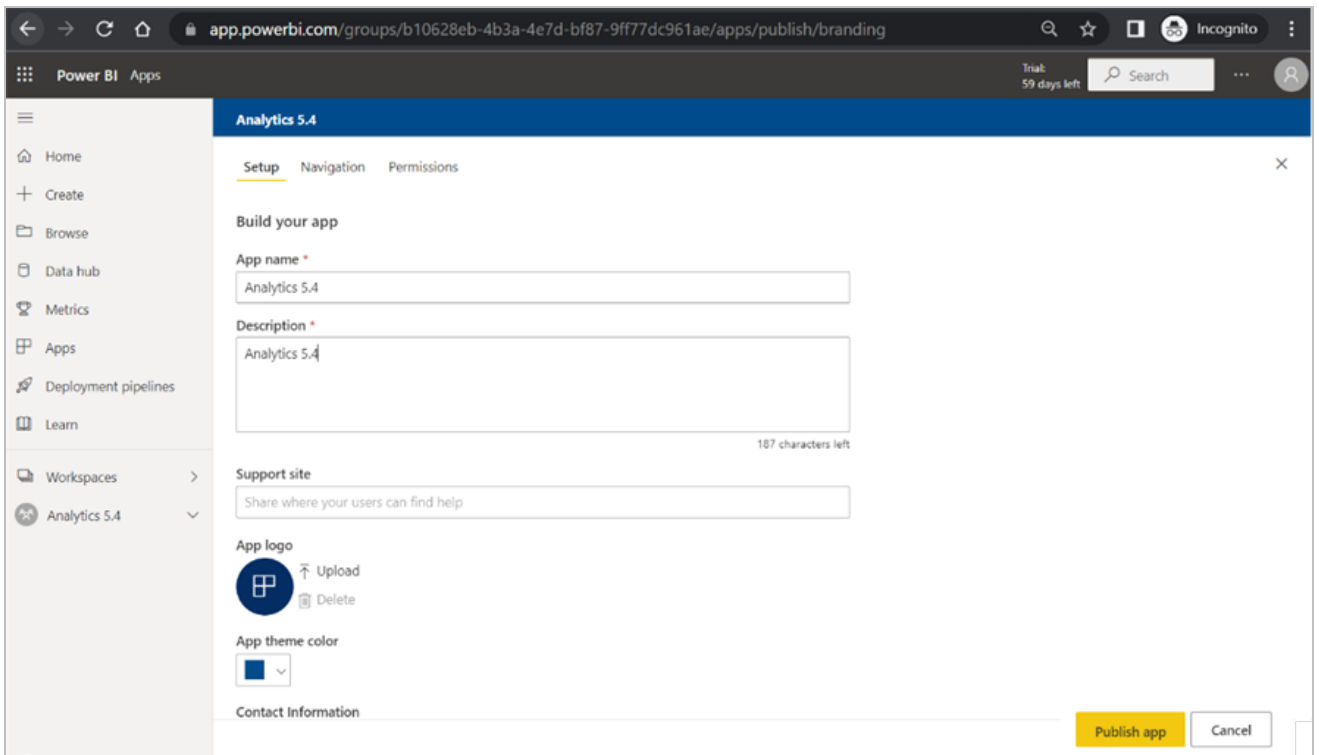 app.powerbi.com/groups/b10628eb-4b3a-4e7d-bf87-9ff77dc961ae/apps/publish/branding
Incognito
Power BI Apps
Trial:
59 days left
Search
Analytics 5.4
Home
Create
Browse
Data hub
Metrics
Apps
Deployment pipelines
Learn
Workspaces
Analytics 5.4
Setup Navigation Permissions
Build your app
App name *
Analytics 5.4
Description *
Analytics 5.4
187 characters left
Support site
Share where your users can find help
App logo
Upload
Delete
App theme color
Contact Information
Publish app
Cancel